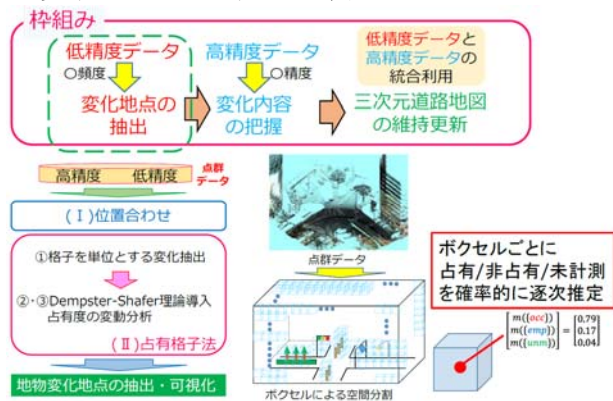 枠組み
低精度データ
○頻度
変化地点の
抽出
高精度データ
○精度
変化内容
の把握
低精度データと
高精度データの
統合利用
三次元道路地図
の維持更新
高精度 低精度
点群
データ
(Ⅰ)位置合わせ
①格子を単位とする変化抽出
②・③Dempster-Shafer理論導入
占有度の変動分析
(Ⅱ)占有格子法
地物変化地点の抽出・可視化
点群データ
ボクセルによる空間分割
ボクセルごとに
占有/非占有/未計測
を確率的に逐次推定
[m({occ})] [0.79]
[m({emp})] = [0.17]
[m({unm})] [0.04]